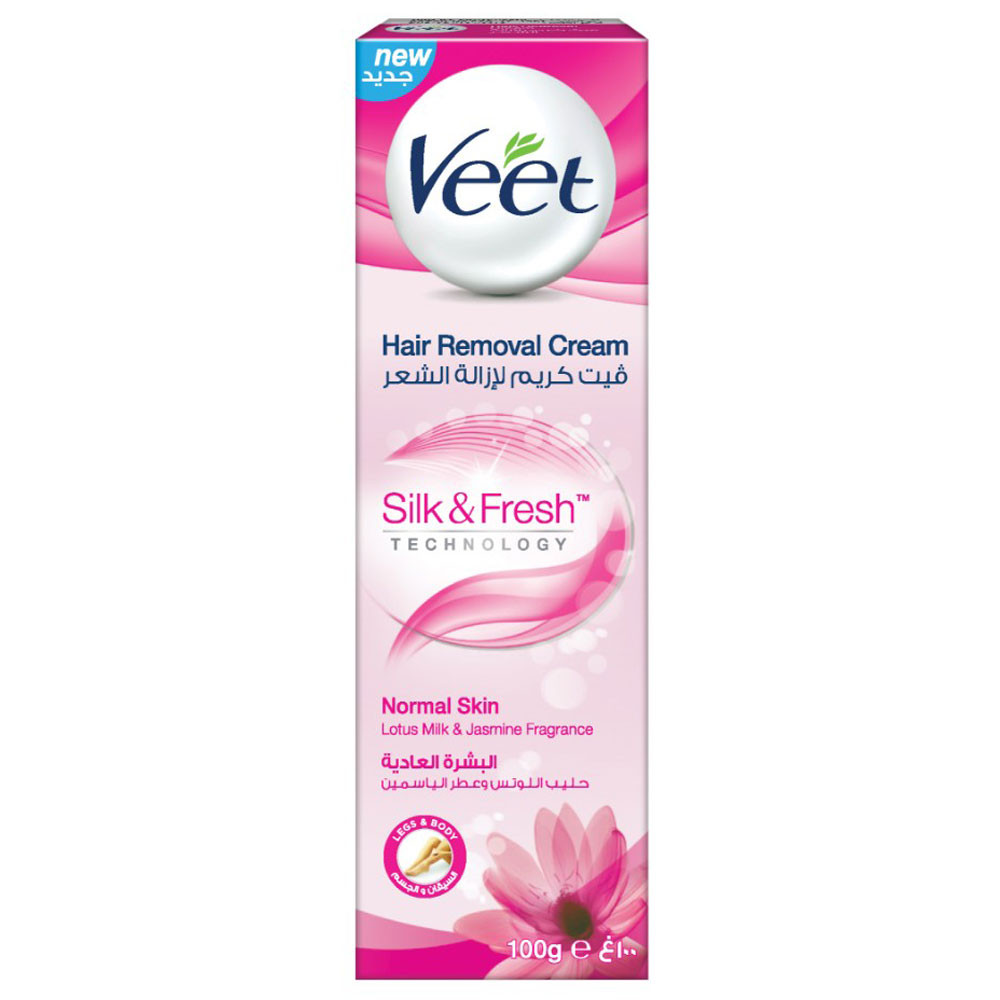 new
جديد
Veet
Hair Removal Cream
ڤيت كريم لإزالة الشعر
Silk & Fresh™
TECHNOLOGY
Normal Skin
Lotus Milk & Jasmine Fragrance
البشرة العادية
حليب اللوتس وعطر الياسمين
LEGS & BODY
السيقان و الجسم
100g e ١٠٠غ